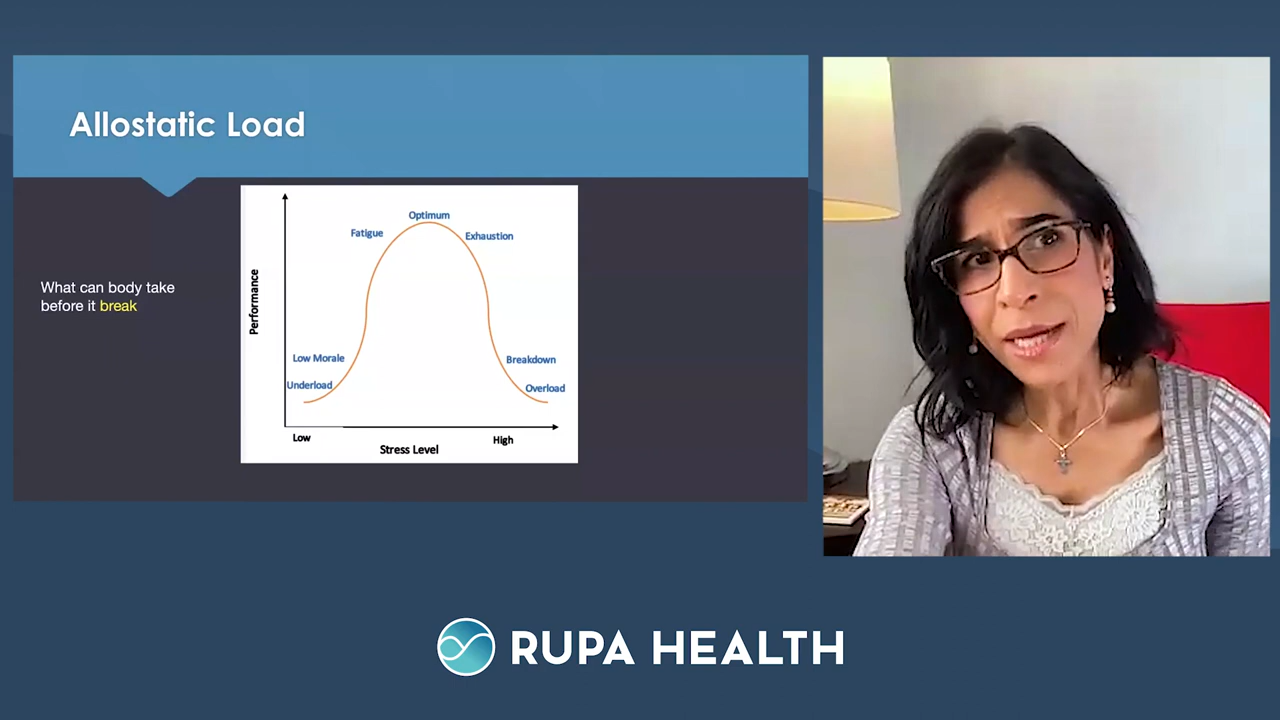 Allostatic Load
What can body take
before it break
Optimum
Fatigue
Exhaustion
Performance
Low Morale
Breakdown
Underload
Overload
Low
High
Stress Level
RUPA HEALTH